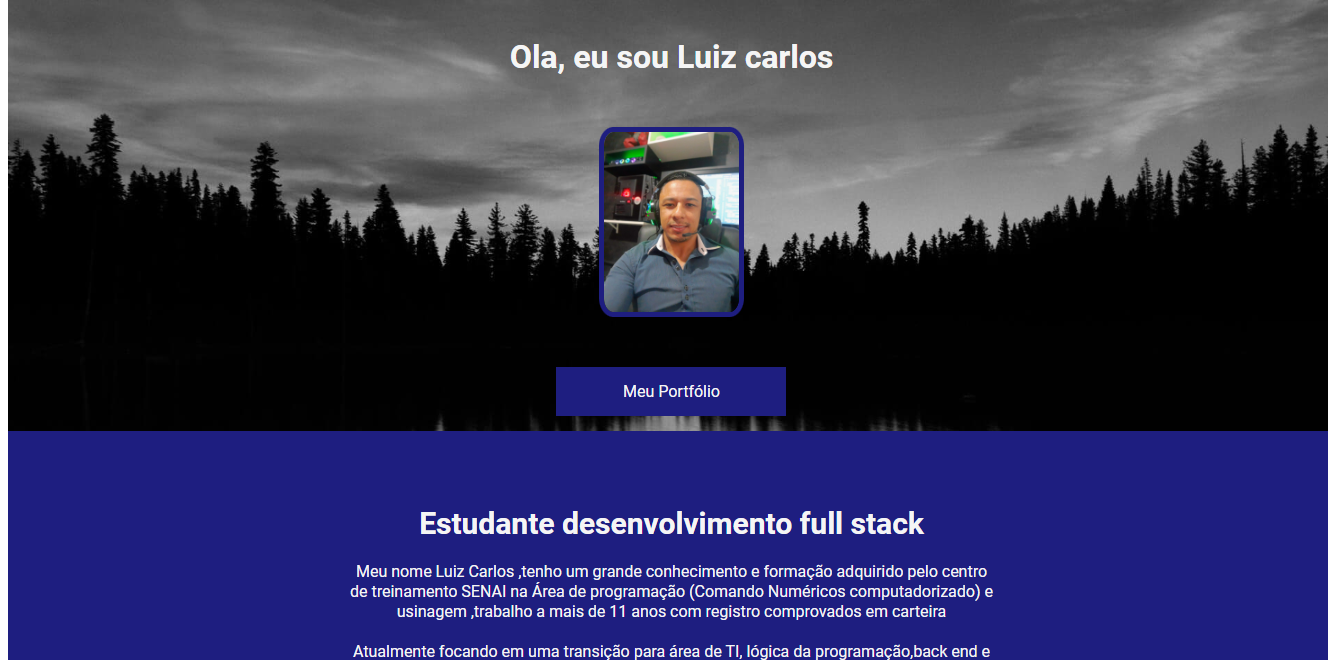 Ola, eu sou Luiz carlos
Meu Portfólio
Estudante desenvolvimento full stack
Meu nome Luiz Carlos ,tenho um grande conhecimento e formação adquirido pelo centro
de treinamento SENAI na Área de programação (Comando Numéricos computadorizado) e
usinagem ,trabalho a mais de 11 anos com registro comprovados em carteira
Atualmente focando em uma transição para área de TI, lógica da programação,back end e